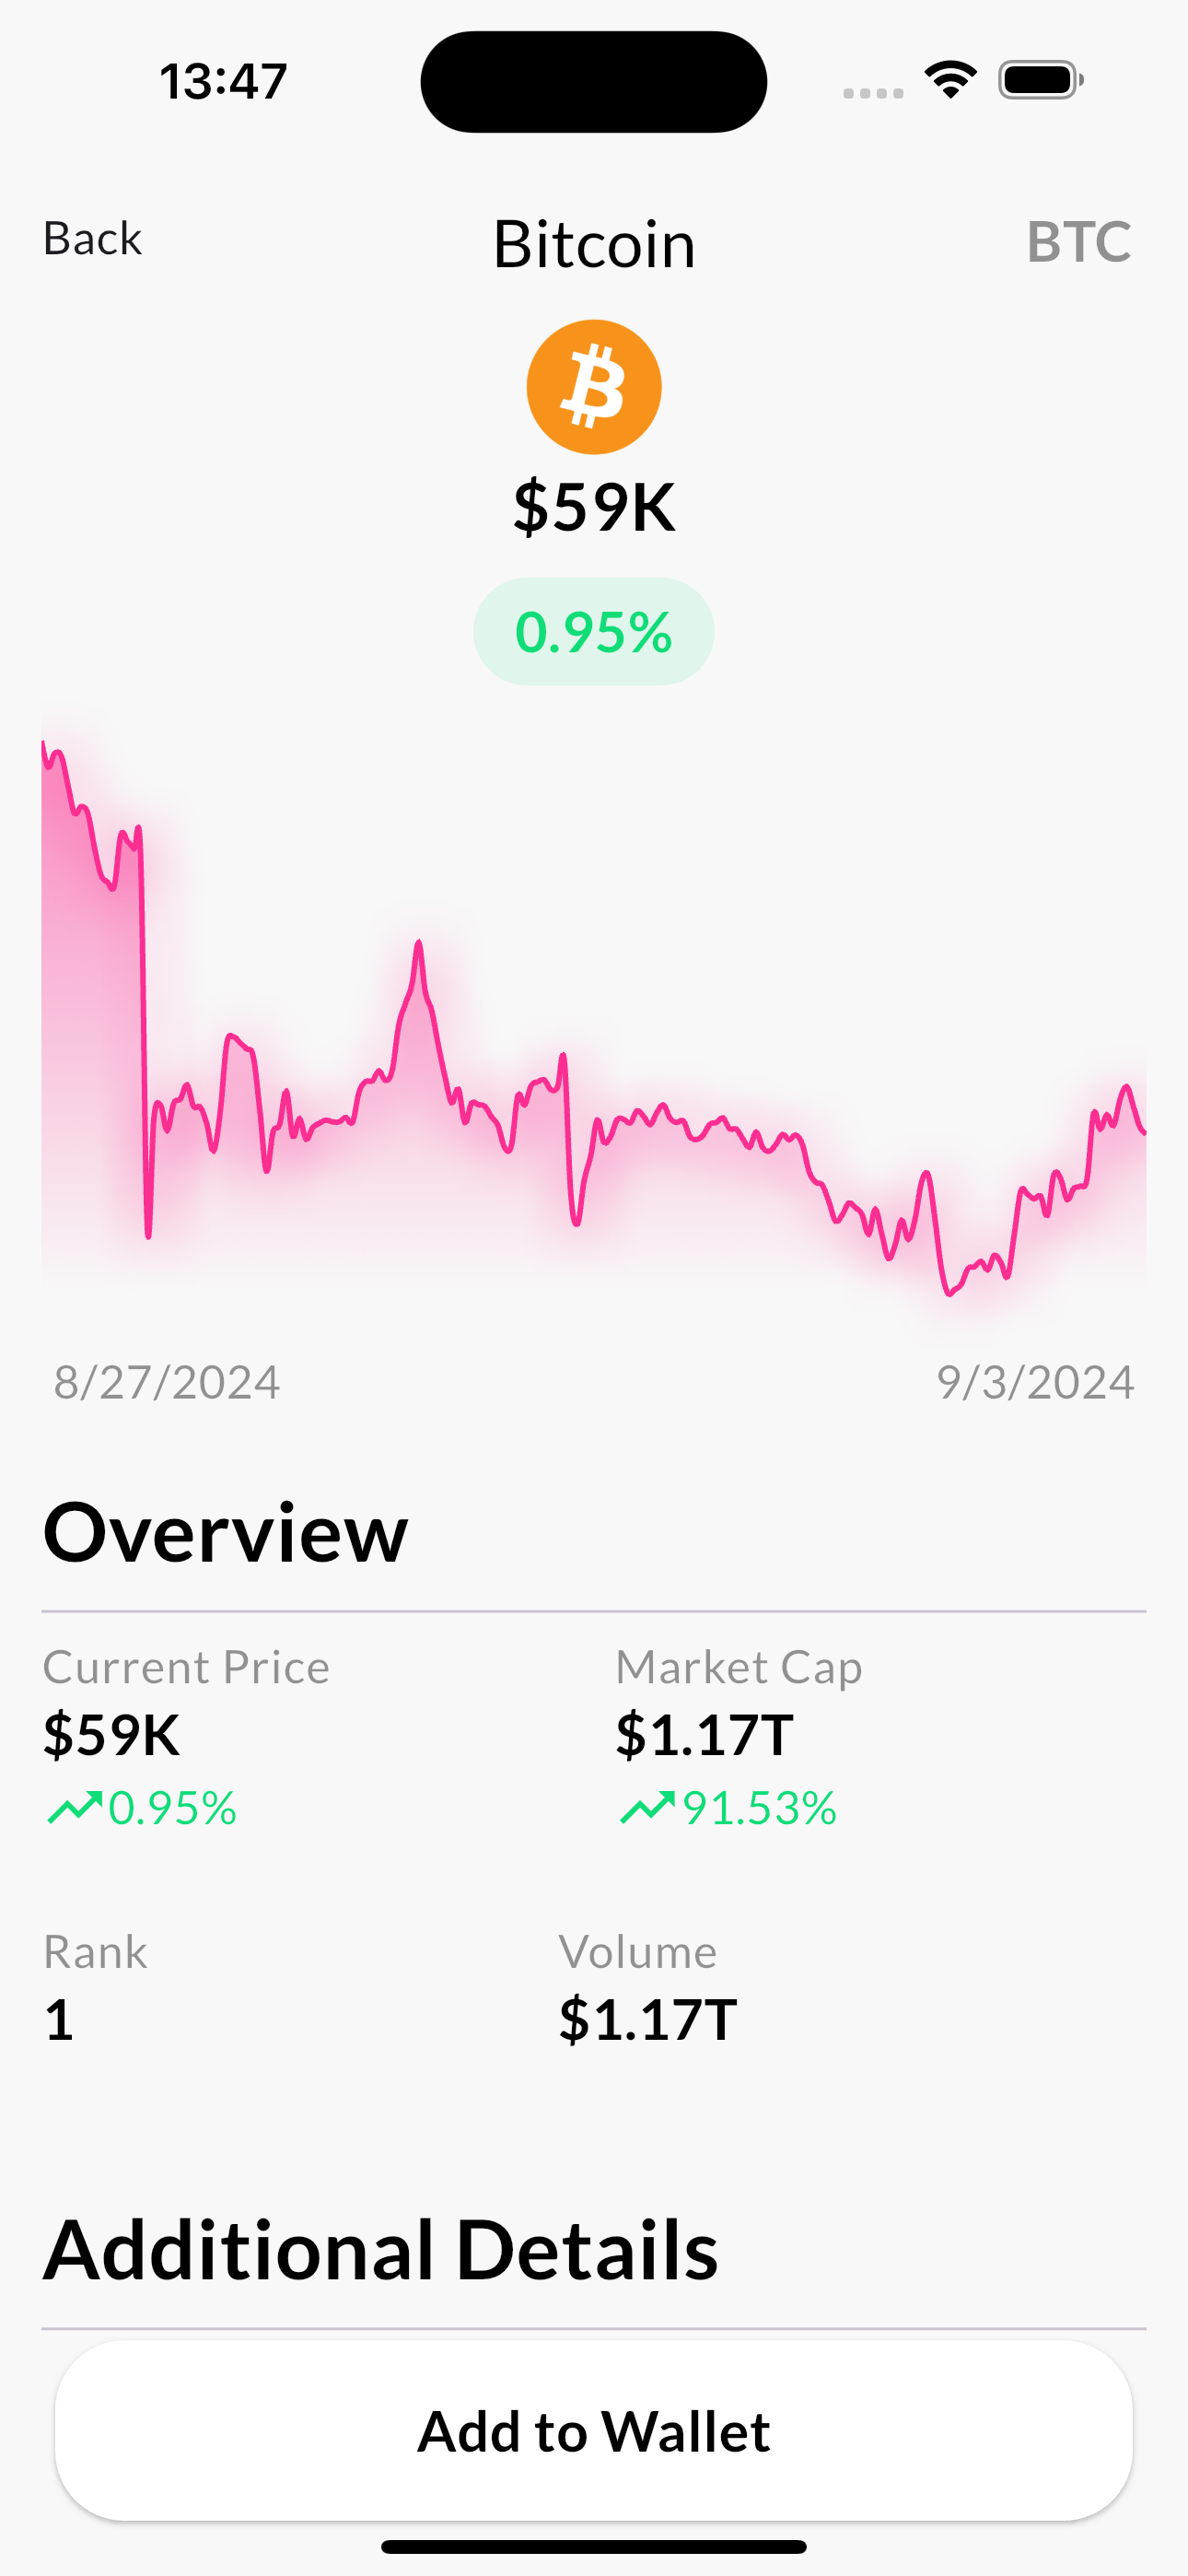 13:47
Back Bitcoin BTC
$59K
0.95%
8/27/2024 9/3/2024
Overview
Current Price Market Cap
$59K $1.17T
0.95% 91.53%
Rank Volume
1 $1.17T
Additional Details
Add to Wallet